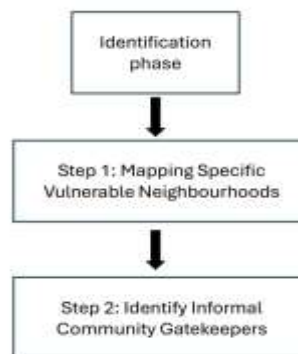 Identification
phase
Step 1: Mapping Specific
Vulnerable Neighbourhoods
Step 2: Identify Informal
Community Gatekeepers